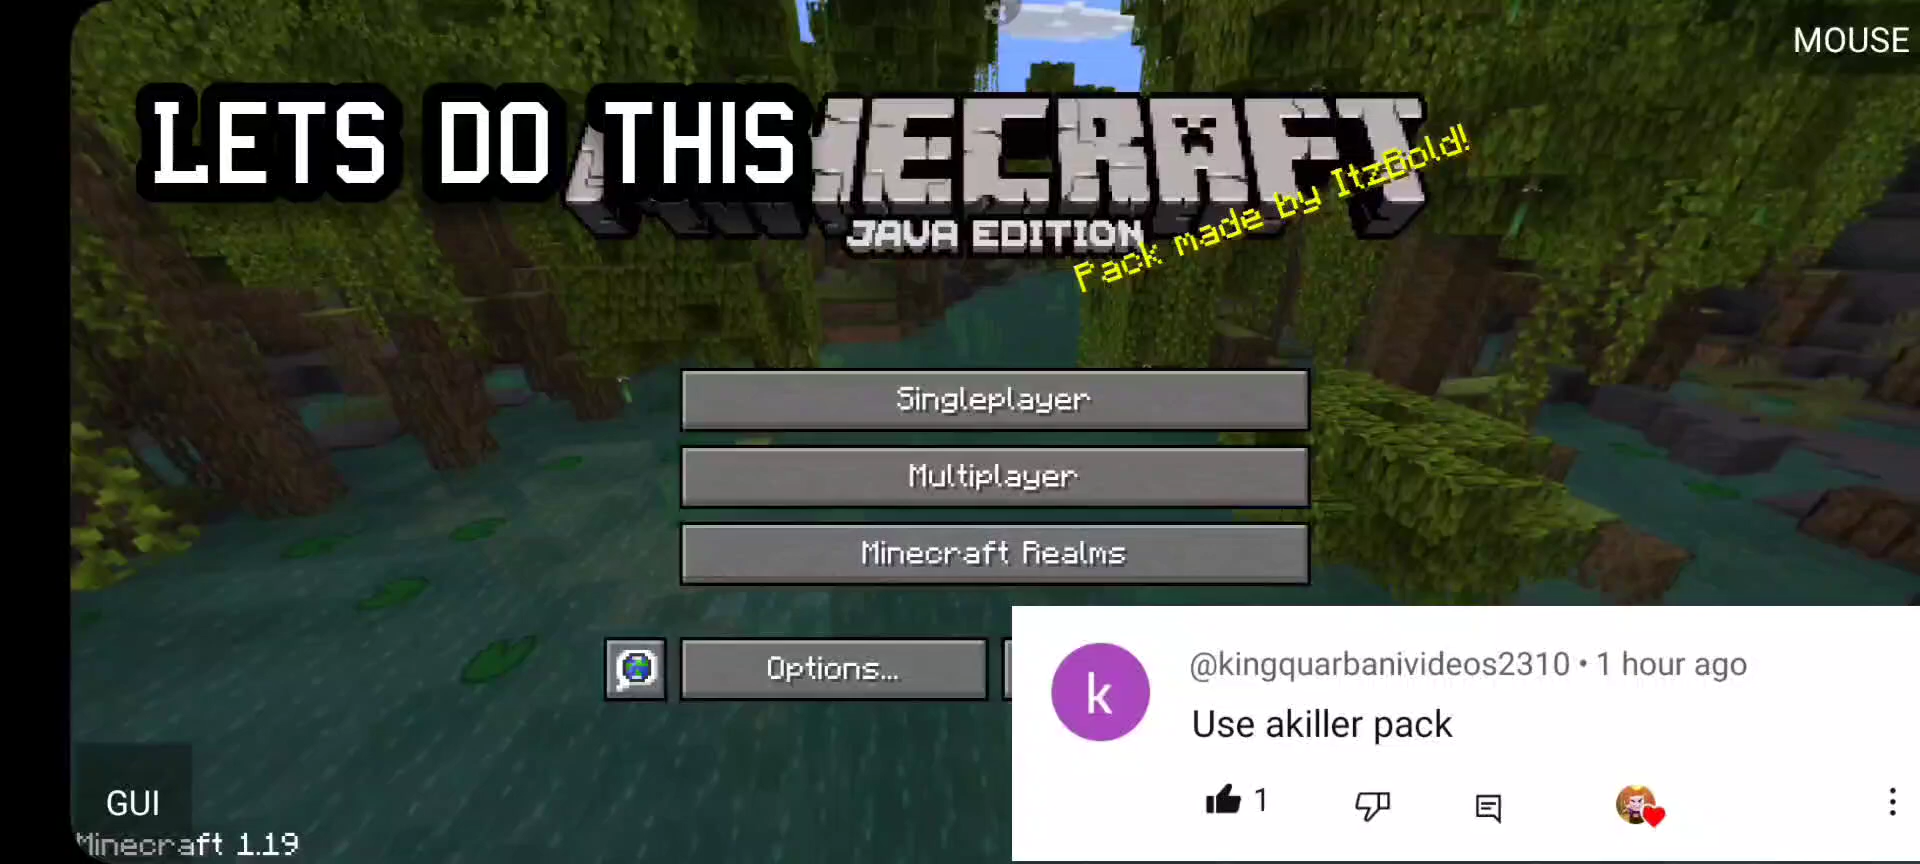 MOUSE
LETS DO THIS
MINECRAFT
JAVA EDITION
Pack made by ItzBold!
Singleplayer
Multiplayer
Minecraft Realms
Options...
@kingquarbanivideos2310 • 1 hour ago
k
Use akiller pack
1
GUI
Minecraft 1.19